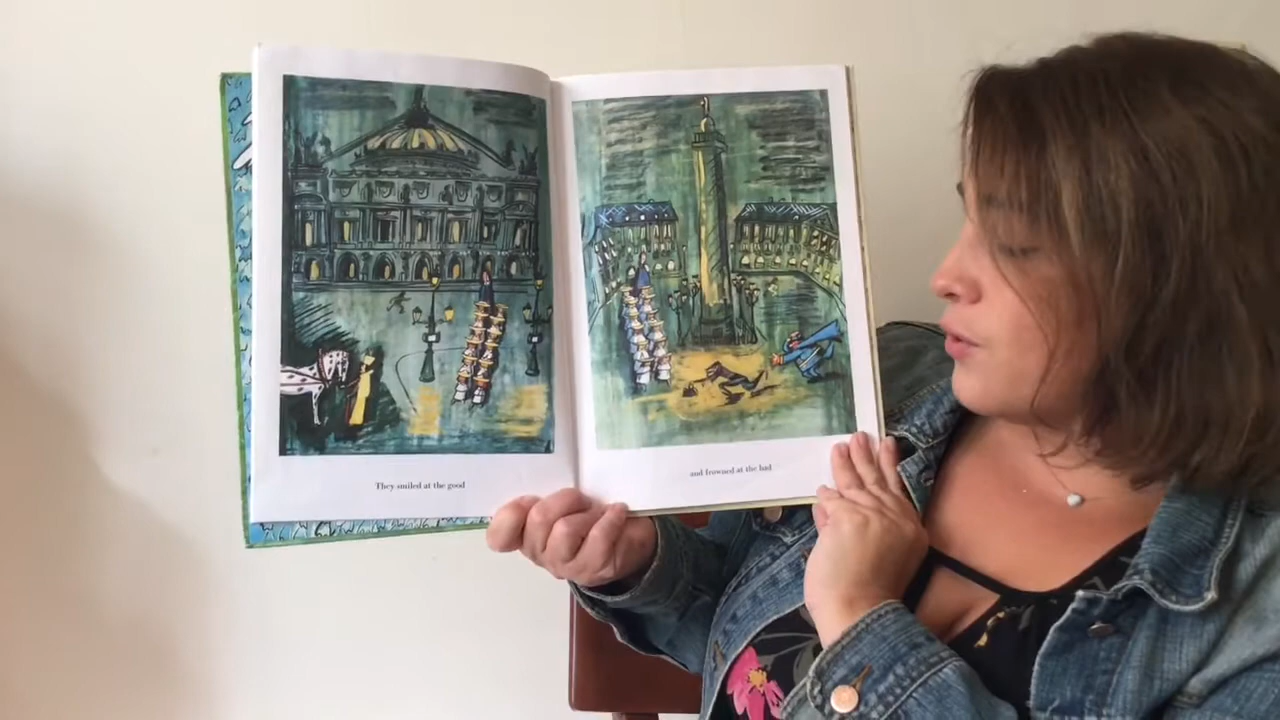 They smiled at the good
and frowned at the bad